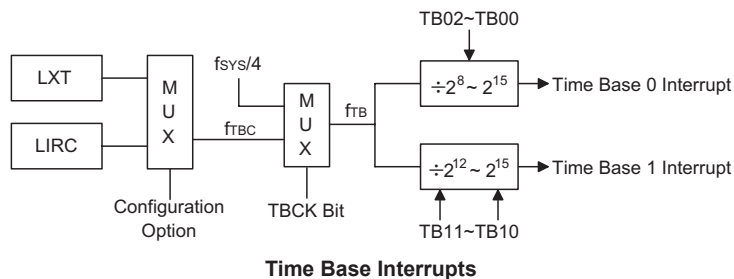 TB02~TB00
LXT
LIRC
M
U
X
fSYS/4
fTBC
M
U
X
fTB
÷2^8~ 2^15
Time Base 0 Interrupt
÷2^12~ 2^15
Time Base 1 Interrupt
Configuration
Option
TBCK Bit
TB11~TB10
Time Base Interrupts